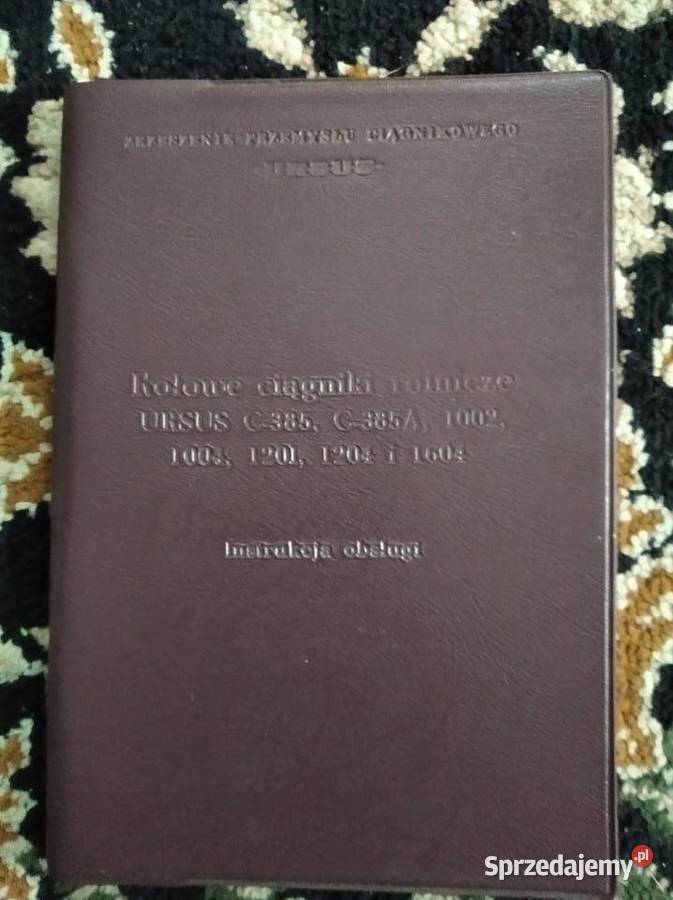 ZRZESZENIE PRZEMYSŁU CIĄGNIKOWEGO
URSUS
Kołowe ciągniki rolnicze
URSUS C-385, C-385A, 1002,
1004, 1201, 1204 i 1604
Instrukcja obsługi
Sprzedajemy.pl